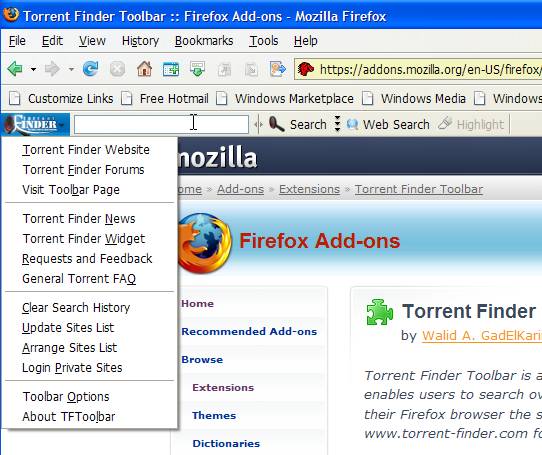 Torrent Finder Toolbar :: Firefox Add-ons - Mozilla Firefox
File Edit View History Bookmarks Tools Help
https://addons.mozilla.org/en-US/firefox/
Customize Links Free Hotmail Windows Marketplace Windows Media Windows
FINDER Search Web Search Highlight
mozilla
Torrent Finder Website
Torrent Finder Forums
Visit Toolbar Page
Torrent Finder News
Torrent Finder Widget
Requests and Feedback
General Torrent FAQ
Clear Search History
Update Sites List
Arrange Sites List
Login Private Sites
Toolbar Options
About TFToolbar
ome » Add-ons » Extensions » Torrent Finder Toolbar
Firefox Add-ons
Home
Recommended Add-ons
Browse
Extensions
Themes
Dictionaries
Torrent Finder
by Walid A. GadElKari
Torrent Finder Toolbar is a
enables users to search ov
their Firefox browser the s
www.torrent-finder.com fo